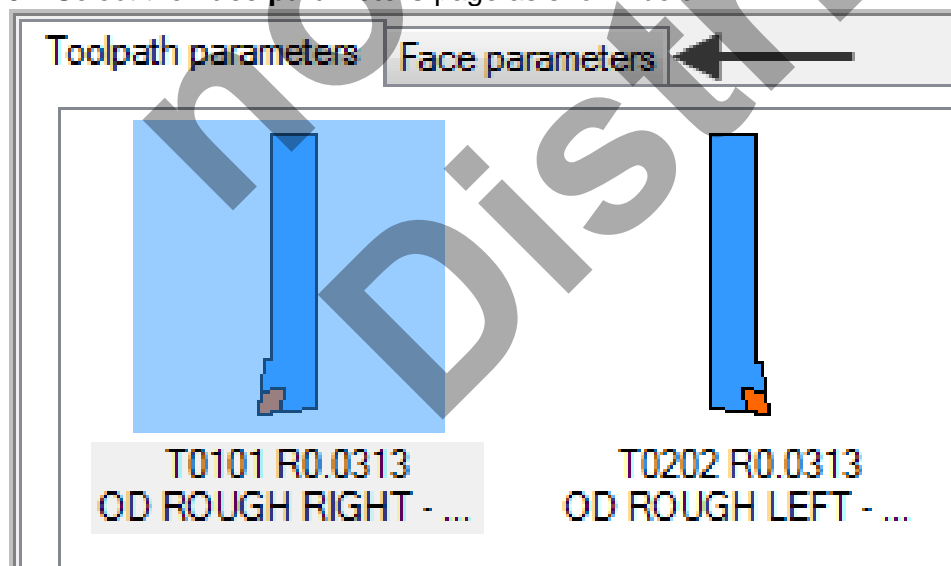 Toolpath parameters Face parameters
T0101 R0.0313 T0202 R0.0313
OD ROUGH RIGHT - ... OD ROUGH LEFT - ...